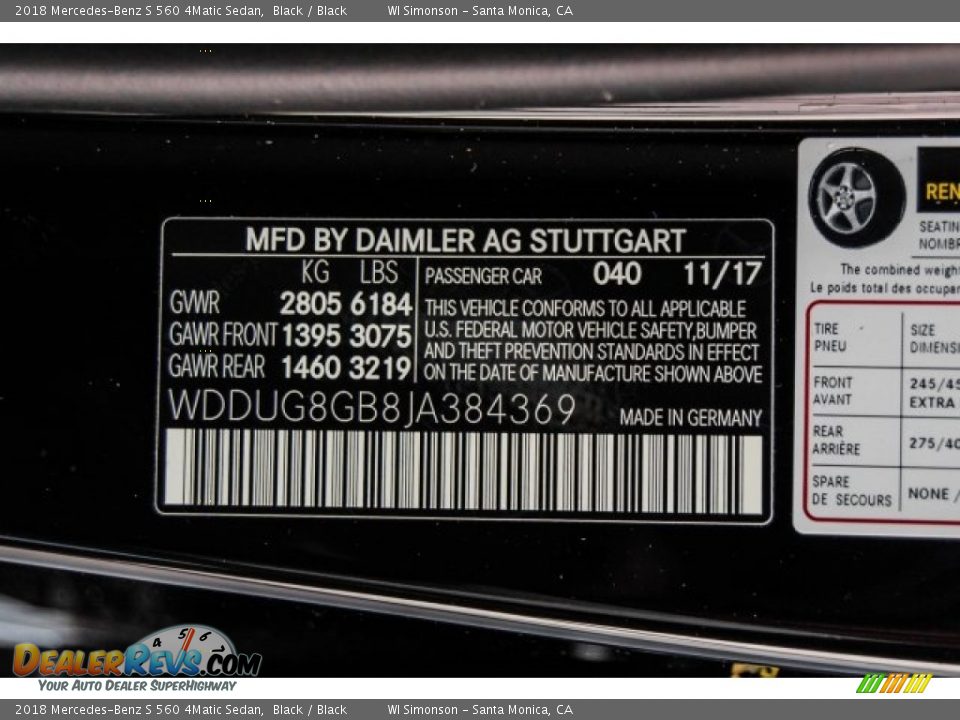 2018 Mercedes-Benz S 560 4Matic Sedan, Black / Black WI Simonson - Santa Monica, CA
MFD BY DAIMLER AG STUTTGART
KG LBS
GVWR 2805 6184
GAWR FRONT 1395 3075
GAWR REAR 1460 3219
PASSENGER CAR 040 11/17
THIS VEHICLE CONFORMS TO ALL APPLICABLE
U.S. FEDERAL MOTOR VEHICLE SAFETY,BUMPER
AND THEFT PREVENTION STANDARDS IN EFFECT
ON THE DATE OF MANUFACTURE SHOWN ABOVE
WDDUG8GB8JA384369 MADE IN GERMANY
The combined
Le poids total des
TIRE
PNEU
SIZE
FRONT
AVANT
245/45
EXTRA
REAR
ARRIÈRE
275/40
SPARE
DE SECOURS
NONE /
4 5 6
DEALERREVS.COM
YOUR AUTO DEALER SUPERHIGHWAY
2018 Mercedes-Benz S 560 4Matic Sedan, Black / Black WI Simonson - Santa Monica, CA